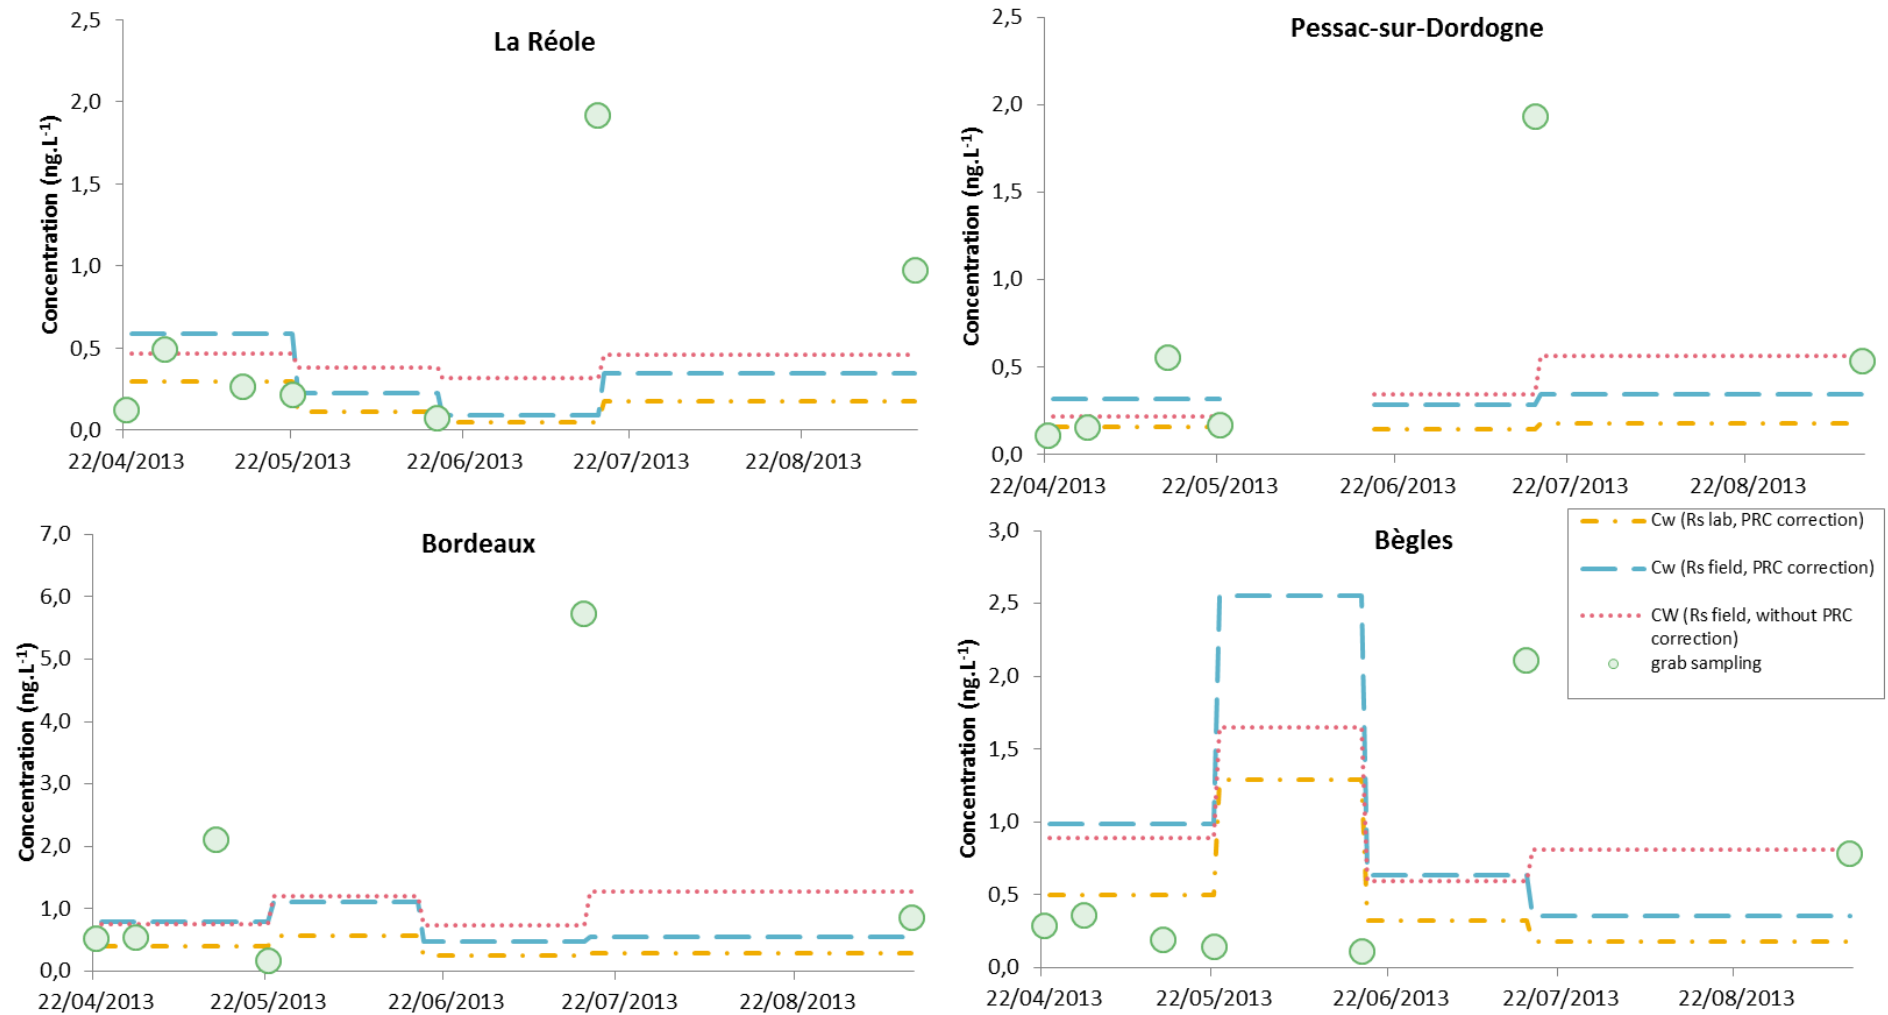 La Réole
2,5
2,0
1,5
1,0
0,5
0,0
Concentration (ng.L-1)
22/04/2013 22/05/2013 22/06/2013 22/07/2013 22/08/2013
Pessac-sur-Dordogne
2,5
2,0
1,5
1,0
0,5
0,0
Concentration (ng.L-1)
22/04/2013 22/05/2013 22/06/2013 22/07/2013 22/08/2013
Bordeaux
7,0
6,0
5,0
4,0
3,0
2,0
1,0
0,0
Concentration (ng.L-1)
22/04/2013 22/05/2013 22/06/2013 22/07/2013 22/08/2013
Bègles
3,0
2,5
2,0
1,5
1,0
0,5
0,0
Concentration (ng.L-1)
22/04/2013 22/05/2013 22/06/2013 22/07/2013 22/08/2013
Cw (Rs lab, PRC correction)
Cw (Rs field, PRC correction)
CW (Rs field, without PRC
correction)
grab sampling